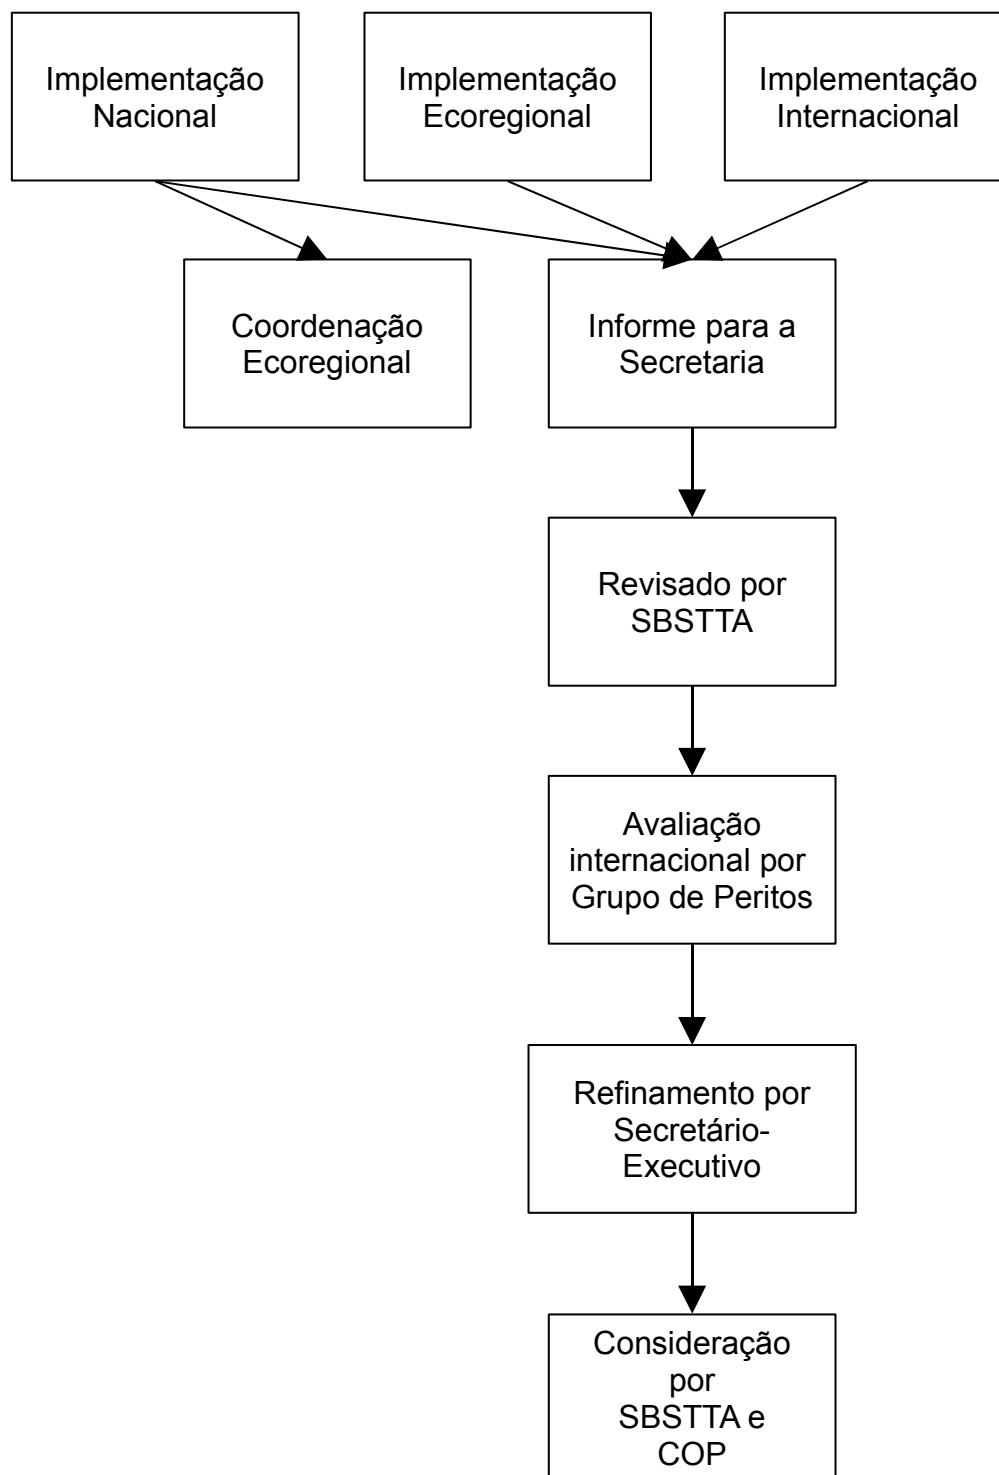 Implementação
Nacional
Implementação
Ecoregional
Implementação
Internacional
Coordenação
Ecoregional
Informe para a
Secretaria
Revisado por
SBSTTA
Avaliação
internacional por
Grupo de Peritos
Refinamento por
Secretário-
Executivo
Consideração
por
SBSTTA e
COP